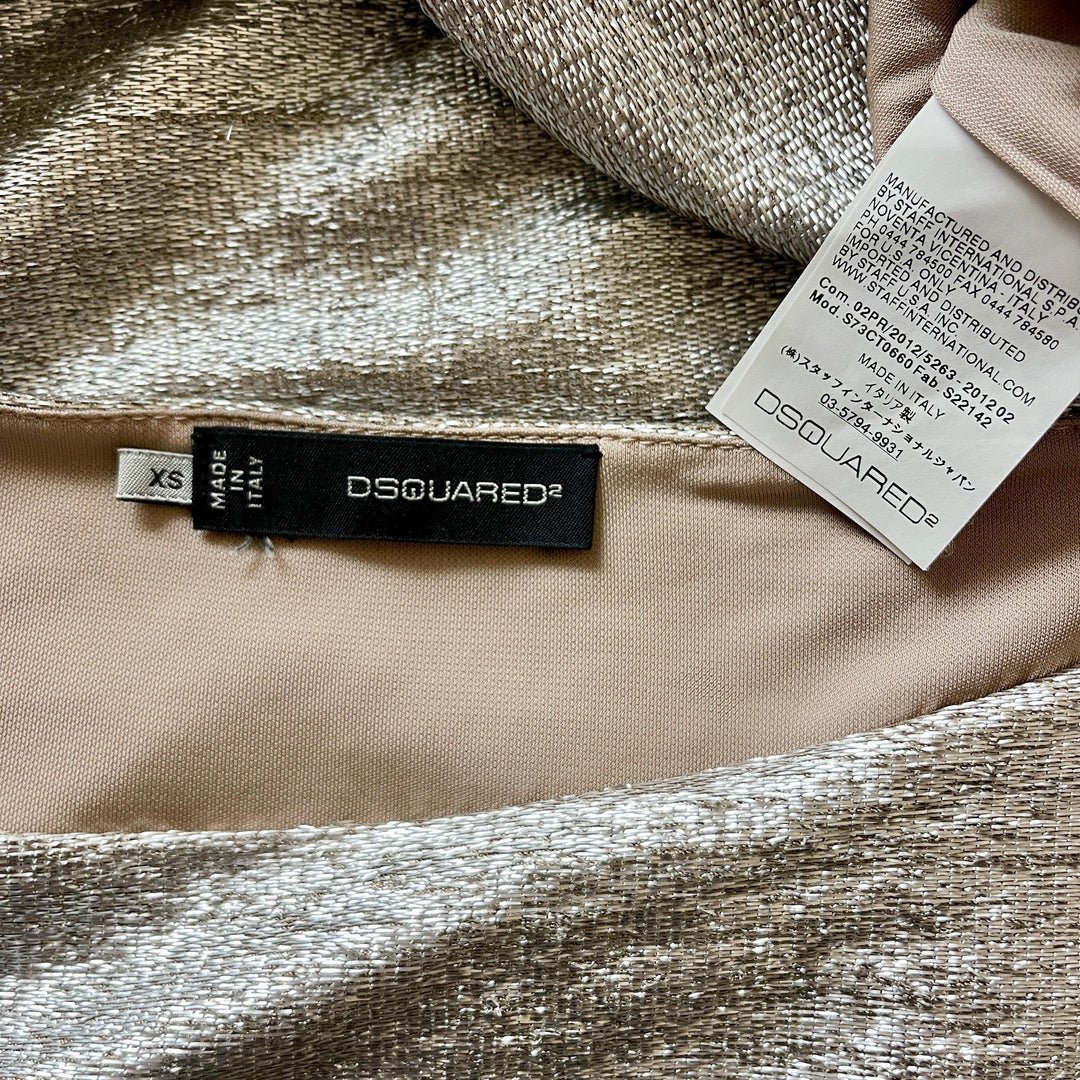 XS
MADE
IN
ITALY
DSQUARED²
MANUFACTURED AND DISTRIB
BY STAFF INTERNATIONAL S.P.A.
NOVENTA VICENTINA, ITALY
PH 0444 784500 FAX 0444 784580
FOR U.S.A. ONLY
IMPORTED AND DISTRIBUTED
BY STAFF U.S.A. INC.
WWW.STAFFINTERNATIONAL.COM
Com. 02PR/2012/5263 - 2012 02
Mod. S73CT0660 Fab. S22142
MADE IN ITALY
イタリア製
(株)スタッフインターナショナルジャパン
03-5794-9931
DSQUARED²